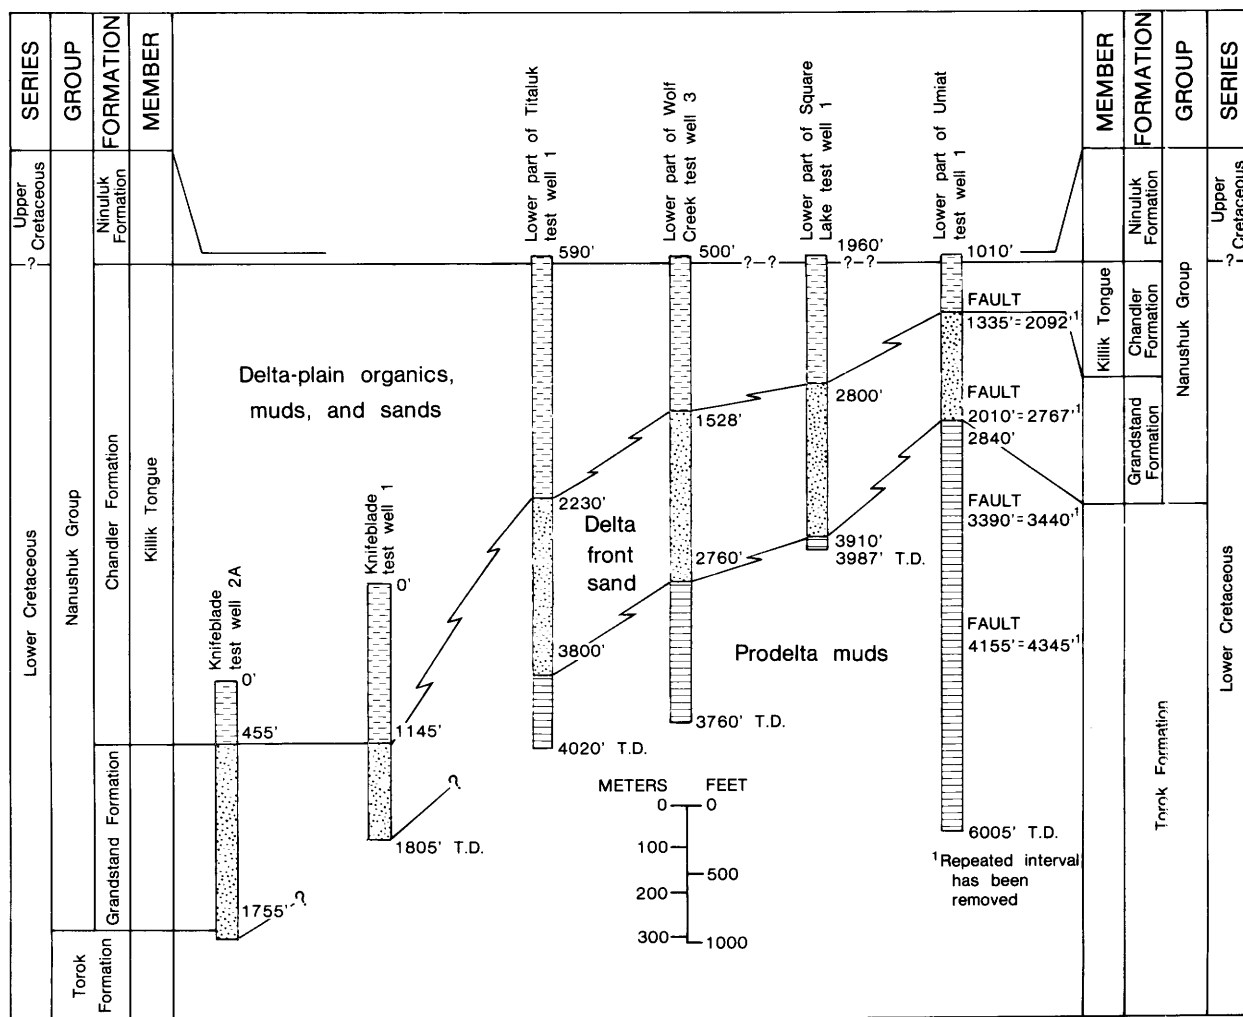 SERIES
GROUP
FORMATION
MEMBER
Upper
Cretaceous
?
Lower Cretaceous
Nanushuk Group
Torok
Formation
Ninuluk
Formation
Chandler Formation
Grandstand Formation
Killik Tongue
Delta-plain organics,
muds, and sands
Knifeblade
test well 2A
0'
455'
1755'
?
Knifeblade
test well 1
0'
1145'
?
1805' T.D.
Lower part of Titaluk
test well 1
590'
2230'
3800'
4020' T.D.
Delta
front
sand
Lower part of Wolf
Creek test well 3
500'
?
?
1528'
2760'
3760' T.D.
Lower part of Square
Lake test well 1
1960'
?
?
2800'
3910'
3987' T.D.
Prodelta muds
Lower part of Umiat
test well 1
1010'
FAULT
1335' = 2092'1
FAULT
2010' = 2767'1
2840'
FAULT
3390' = 3440'1
FAULT
4155' = 4345'1
6005' T.D.
1Repeated interval
has been
removed
METERS FEET
0 0
100
500
200
300 1000
MEMBER
FORMATION
GROUP
SERIES
Killik Tongue
Ninuluk
Formation
Chandler
Formation
Grandstand
Formation
Nanushuk Group
Torok Formation
Upper
Cretaceous
?
Lower Cretaceous